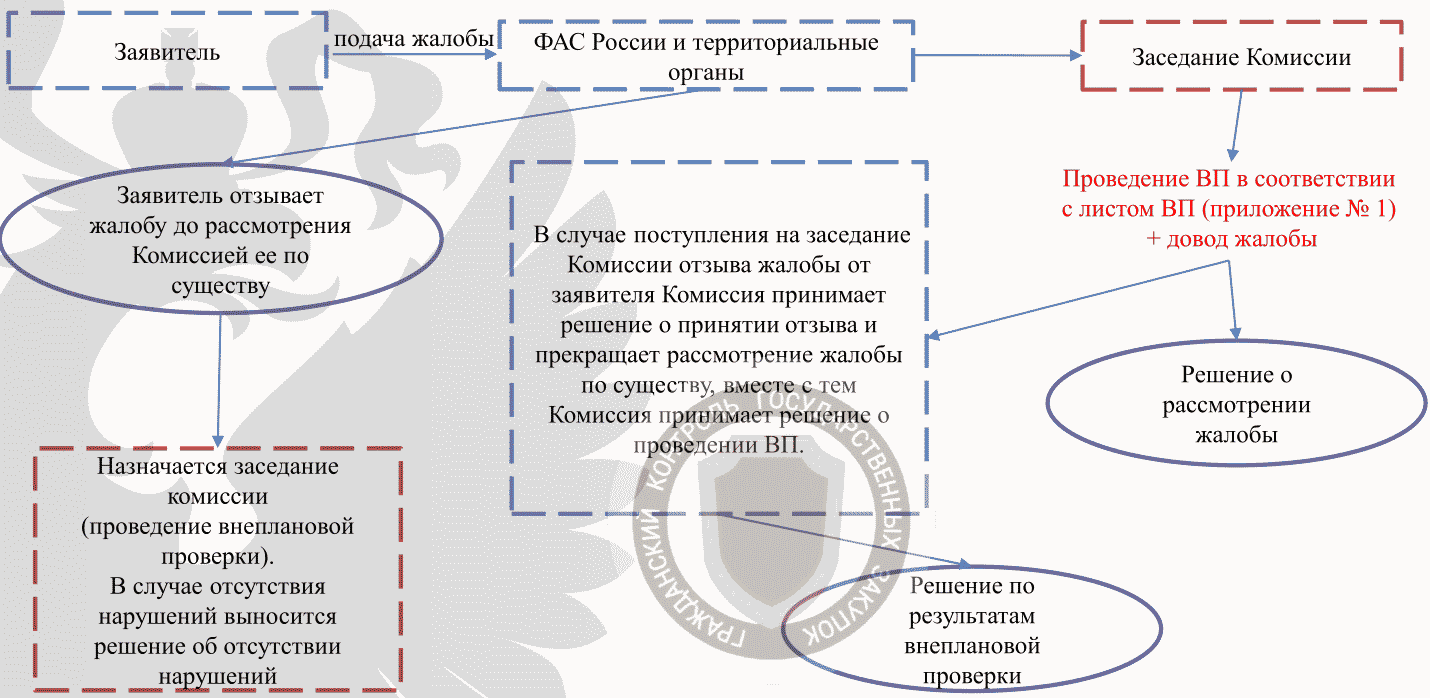 Заявитель
подача жалобы
ФАС России и территориальные
органы
Заседание Комиссии
Заявитель отзывает
жалобу до рассмотрения
Комиссией ее по
существу
В случае поступления на заседание
Комиссии отзыва жалобы от
заявителя Комиссия принимает
решение о принятии отзыва и
прекращает рассмотрение жалобы
по существу, вместе с тем
Комиссия принимает решение о
проведении ВП.
Проведение ВП в соответствии
с листом ВП (приложение № 1)
+ довод жалобы
Решение о
рассмотрении
жалобы
Назначается заседание
комиссии
(проведение внеплановой
проверки).
В случае отсутствия
нарушений выносится
решение об отсутствии
нарушений
Решение по
результатам
внеплановой
проверки
ГРАЖДАНСКИЙ КОНТРОЛЬ ГОСУДАРСТВЕННЫХ ЗАКУПОК